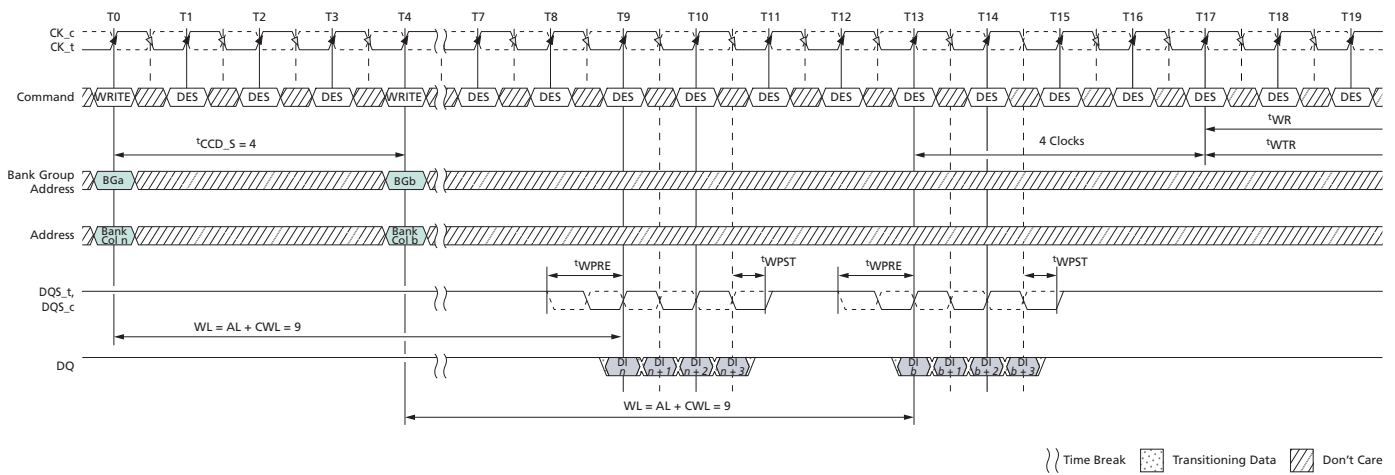 T0 T1 T2 T3 T4 T7 T8 T9 T10 T11 T12 T13 T14 T15 T16 T17 T18 T19
CK_c
CK_t
Command WRITE DES DES DES WRITE DES DES DES DES DES DES DES DES DES DES DES DES DES
tWR
tCCD_S = 4 4 Clocks tWTR
Bank Group
Address BGa BGb
Address Bank
Col n Bank
Col b
tWPRE tWPST tWPRE tWPST
DQS_t,
DQS_c
WL = AL + CWL = 9
DQ DI
n DI
n + 1 DI
n + 2 DI
n + 3 DI
b DI
b + 1 DI
b + 2 DI
b + 3
WL = AL + CWL = 9
Time Break Transitioning Data Don't Care